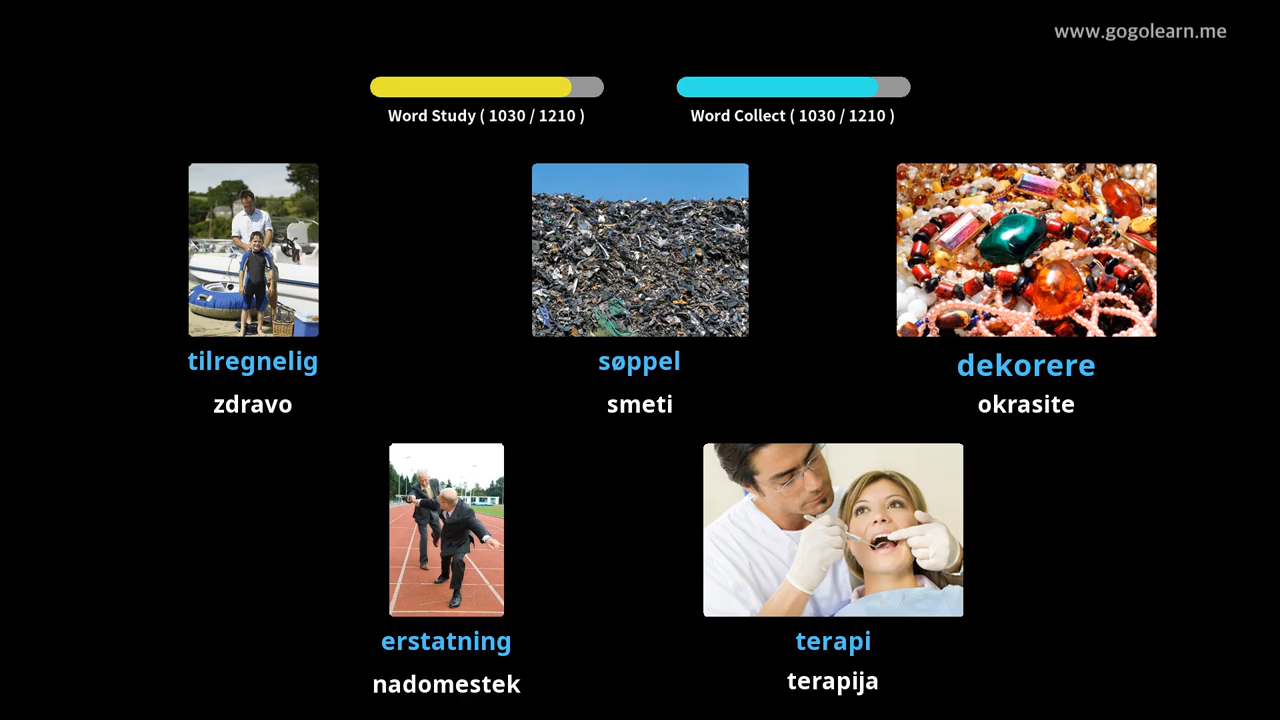 www.gogolearn.me
Word Study ( 1030 / 1210 )
Word Collect ( 1030 / 1210 )
tilregnelig
zdravo
søppel
smeti
dekorere
okrasite
erstatning
nadomestek
terapi
terapija